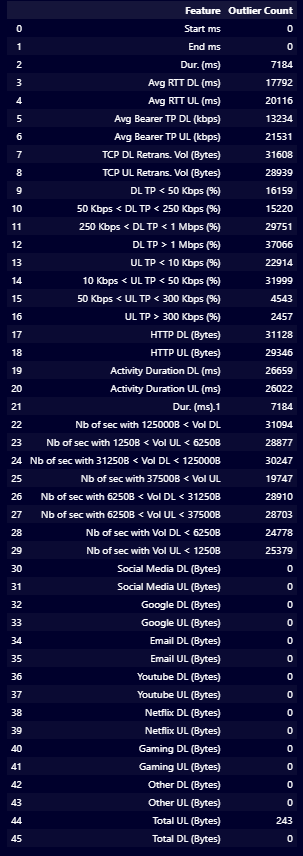 Feature Outlier Count
0 Start ms 0
1 End ms 0
2 Dur. (ms) 7184
3 Avg RTT DL (ms) 17792
4 Avg RTT UL (ms) 20116
5 Avg Bearer TP DL (kbps) 13234
6 Avg Bearer TP UL (kbps) 21531
7 TCP DL Retrans. Vol (Bytes) 31608
8 TCP UL Retrans. Vol (Bytes) 28939
9 DL TP < 50 Kbps (%) 16159
10 50 Kbps < DL TP < 250 Kbps (%) 15220
11 250 Kbps < DL TP < 1 Mbps (%) 29751
12 DL TP > 1 Mbps (%) 37066
13 UL TP < 10 Kbps (%) 22914
14 10 Kbps < UL TP < 50 Kbps (%) 31999
15 50 Kbps < UL TP < 300 Kbps (%) 4543
16 UL TP > 300 Kbps (%) 2457
17 HTTP DL (Bytes) 31128
18 HTTP UL (Bytes) 29346
19 Activity Duration DL (ms) 26659
20 Activity Duration UL (ms) 26022
21 Dur. (ms).1 7184
22 Nb of sec with 125000B < Vol DL 31094
23 Nb of sec with 1250B < Vol UL < 6250B 28877
24 Nb of sec with 31250B < Vol DL < 125000B 30247
25 Nb of sec with 37500B < Vol UL 19747
26 Nb of sec with 6250B < Vol DL < 31250B 28910
27 Nb of sec with 6250B < Vol UL < 37500B 28703
28 Nb of sec with Vol DL < 6250B 24778
29 Nb of sec with Vol UL < 1250B 25379
30 Social Media DL (Bytes) 0
31 Social Media UL (Bytes) 0
32 Google DL (Bytes) 0
33 Google UL (Bytes) 0
34 Email DL (Bytes) 0
35 Email UL (Bytes) 0
36 Youtube DL (Bytes) 0
37 Youtube UL (Bytes) 0
38 Netflix DL (Bytes) 0
39 Netflix UL (Bytes) 0
40 Gaming DL (Bytes) 0
41 Gaming UL (Bytes) 0
42 Other DL (Bytes) 0
43 Other UL (Bytes) 0
44 Total UL (Bytes) 243
45 Total DL (Bytes) 0